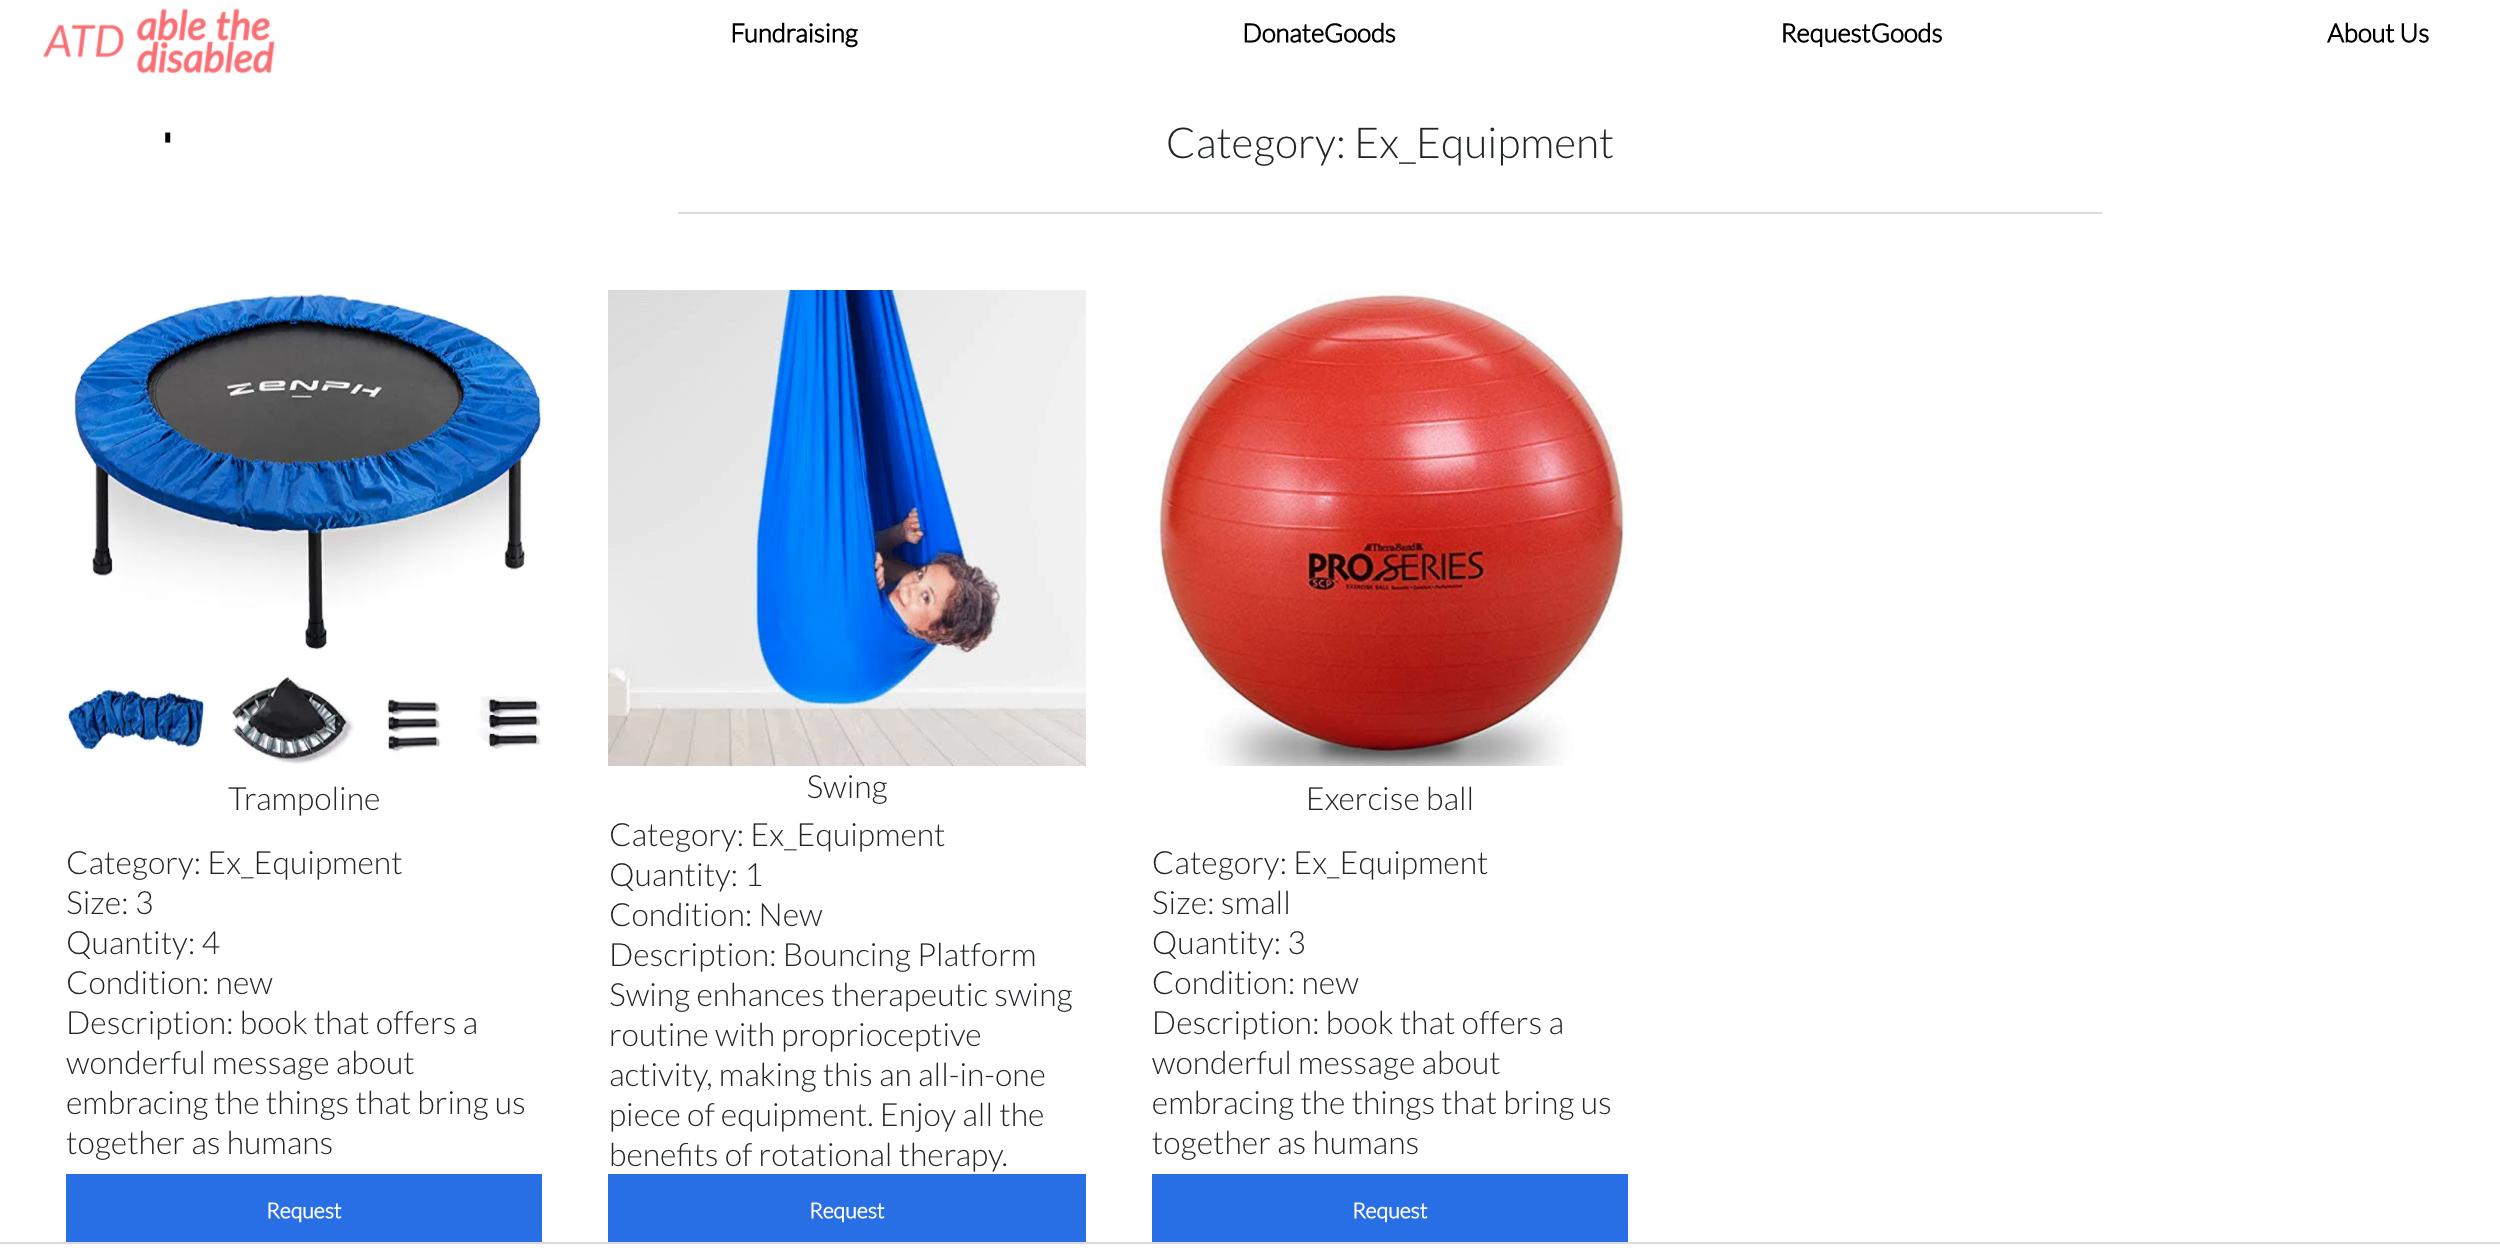 ATD able the
disabled
Fundraising
DonateGoods
RequestGoods
About Us
Category: Ex_Equipment
ZENPH
Trampoline
Category: Ex_Equipment
Size: 3
Quantity: 4
Condition: new
Description: book that offers a
wonderful message about
embracing the things that bring us
together as humans
Request
Swing
Category: Ex_Equipment
Quantity: 1
Condition: New
Description: Bouncing Platform
Swing enhances therapeutic swing
routine with proprioceptive
activity, making this an all-in-one
piece of equipment. Enjoy all the
benefits of rotational therapy.
Request
TheraBand
PRO SERIES
SCP
EXERCISE BALL
Exercise ball
Category: Ex_Equipment
Size: small
Quantity: 3
Condition: new
Description: book that offers a
wonderful message about
embracing the things that bring us
together as humans
Request